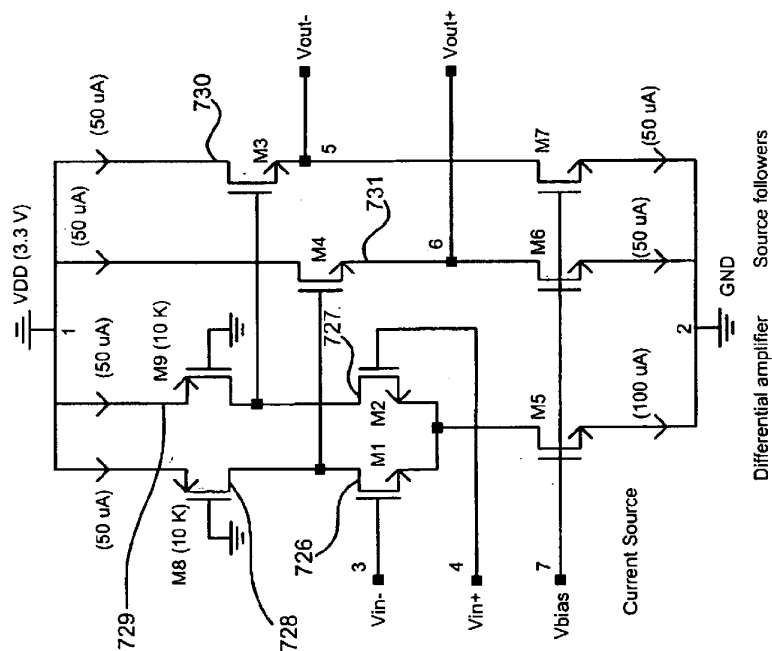 VDD (3.3 V)
1
(50 uA)
(50 uA)
(50 uA)
(50 uA)
729
M8 (10 K)
M9 (10 K)
730
728
M3
Vout-
5
M4
726
M1
M2
727
731
Vin-
3
6
Vout+
Vin+
4
Vbias
7
M5
M6
M7
Current Source
(100 uA)
(50 uA)
(50 uA)
2
GND
Differential amplifier
Source followers